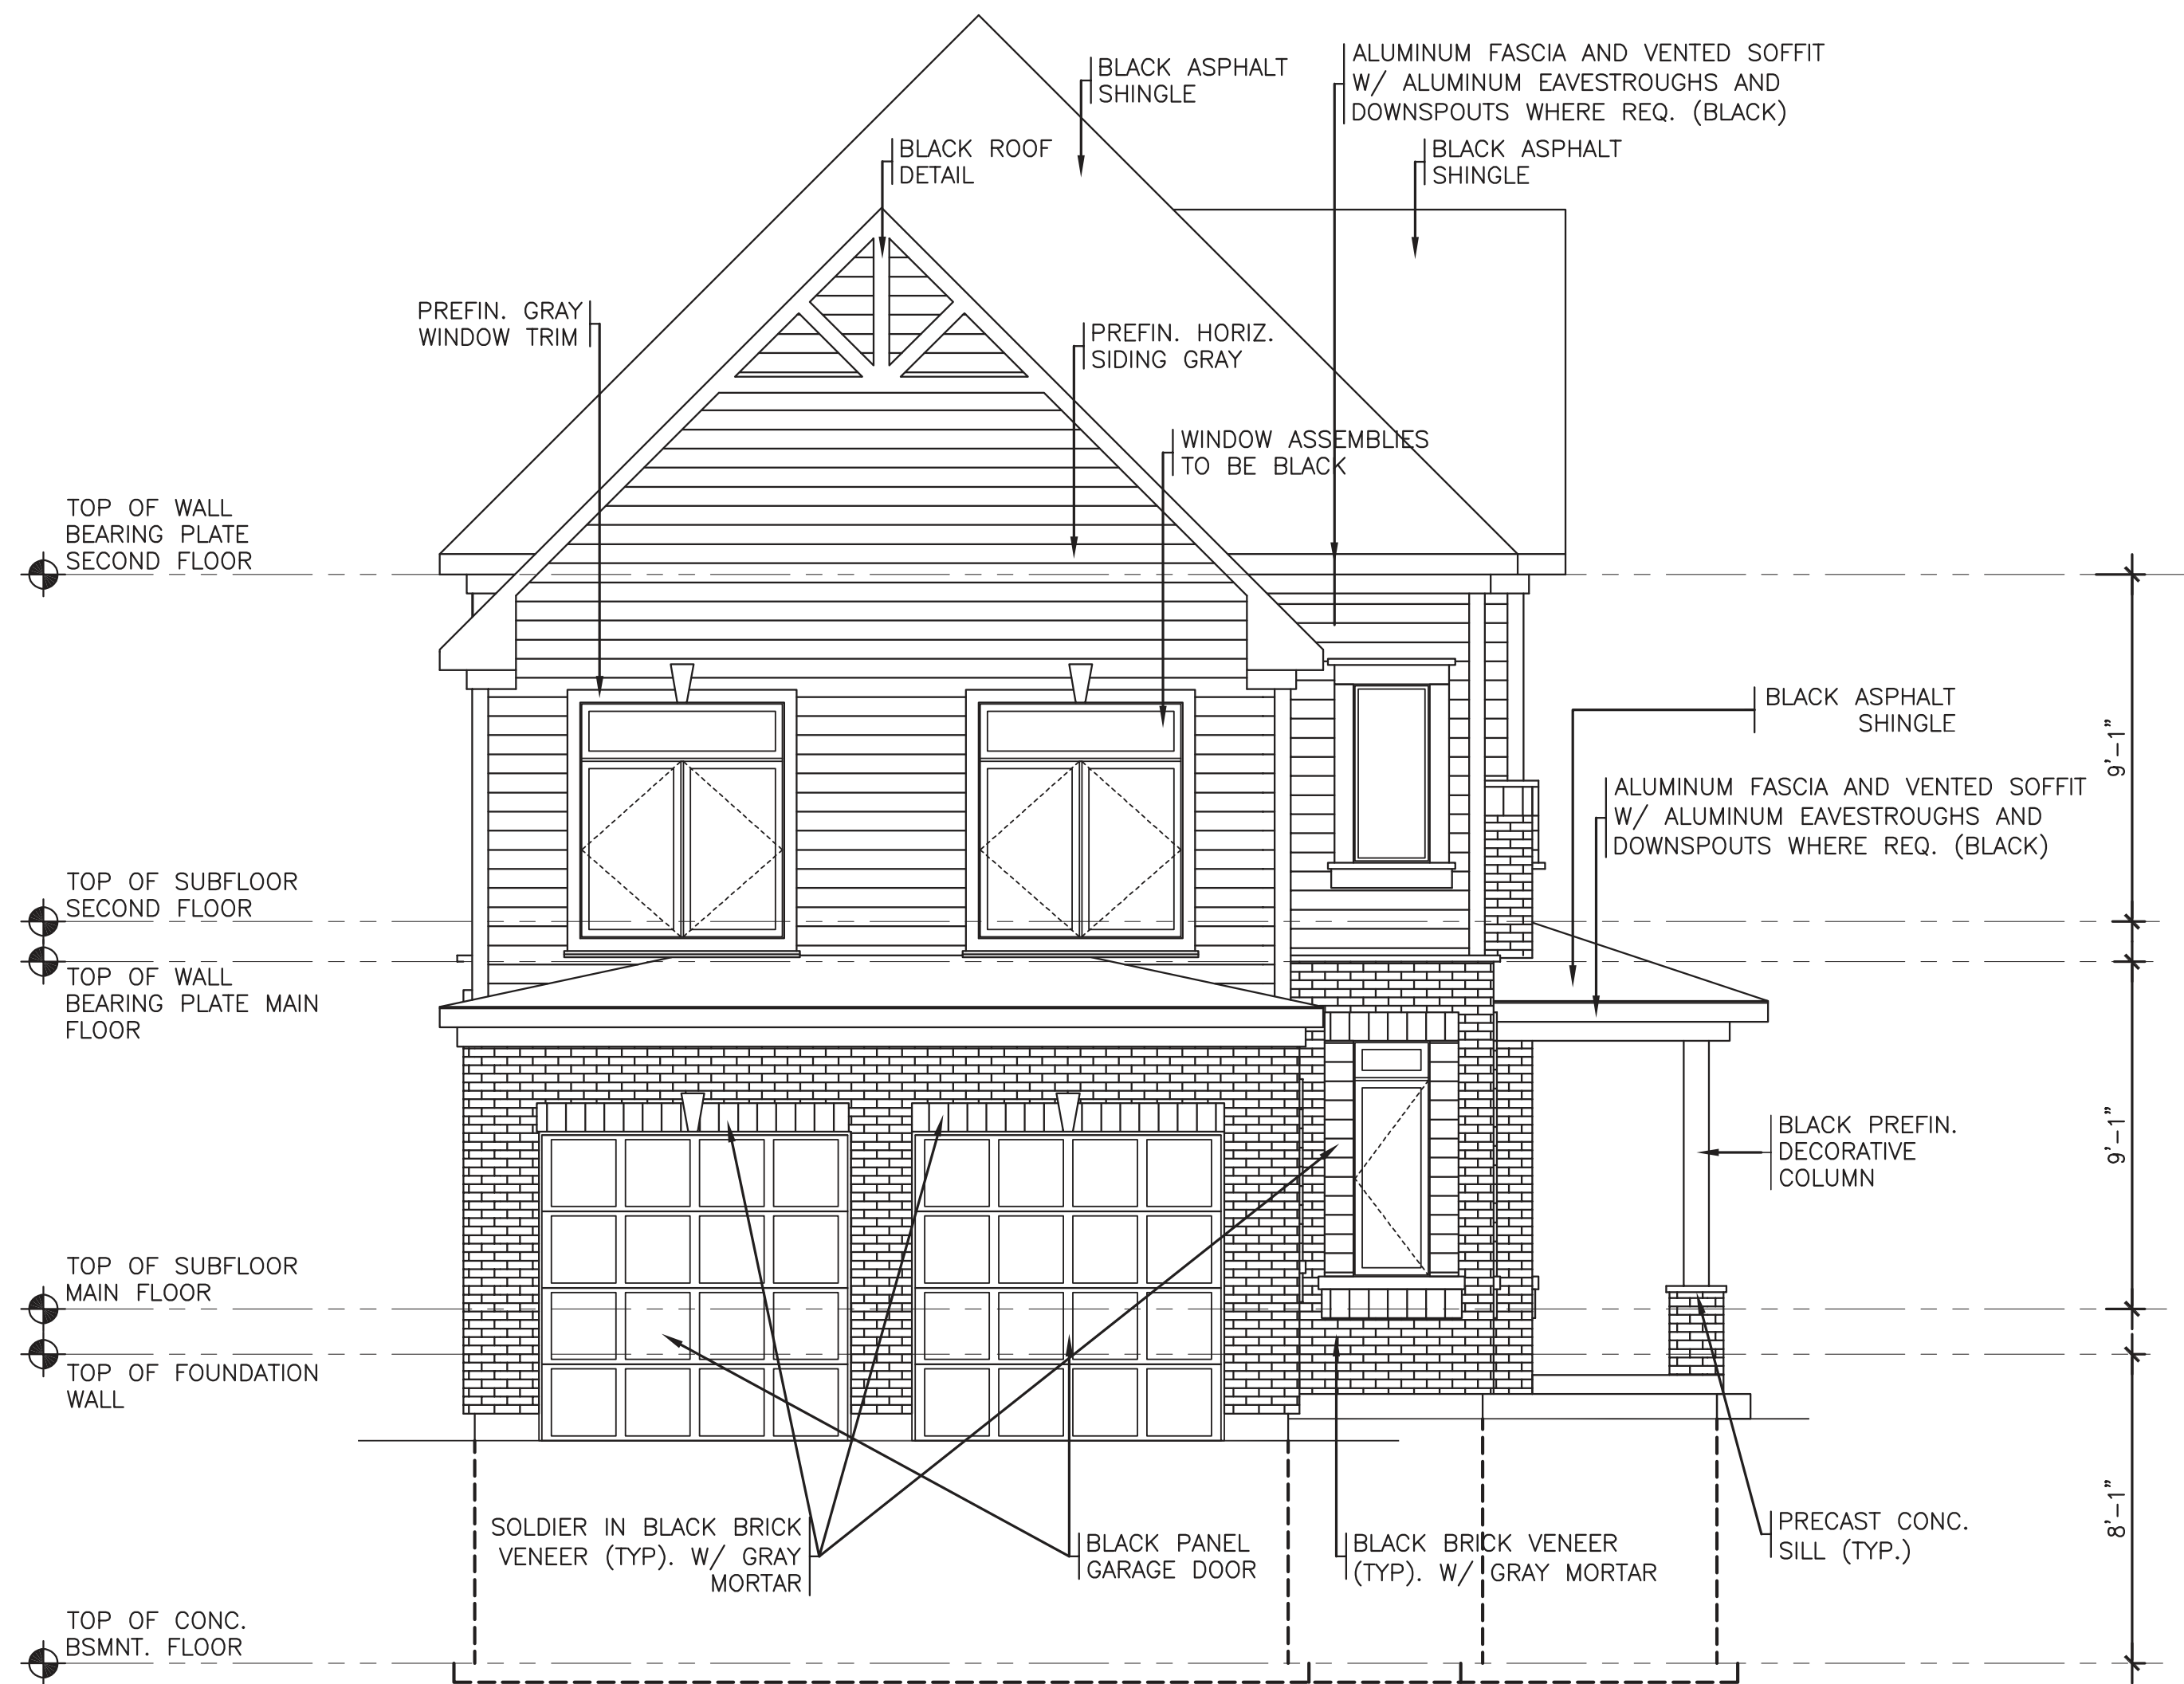 BLACK ASPHALT
SHINGLE
ALUMINUM FASCIA AND VENTED SOFFIT
W/ ALUMINUM EAVESTROUGHS AND
DOWNSPOUTS WHERE REQ. (BLACK)
BLACK ROOF
DETAIL
BLACK ASPHALT
SHINGLE
PREFIN. GRAY
WINDOW TRIM
PREFIN. HORIZ.
SIDING GRAY
WINDOW ASSEMBLIES
TO BE BLACK
TOP OF WALL
BEARING PLATE
SECOND FLOOR
BLACK ASPHALT
SHINGLE
9'-1"
ALUMINUM FASCIA AND VENTED SOFFIT
W/ ALUMINUM EAVESTROUGHS AND
DOWNSPOUTS WHERE REQ. (BLACK)
TOP OF SUBFLOOR
SECOND FLOOR
TOP OF WALL
BEARING PLATE MAIN
FLOOR
9'-1"
BLACK PREFIN.
DECORATIVE
COLUMN
TOP OF SUBFLOOR
MAIN FLOOR
TOP OF FOUNDATION
WALL
8'-1"
SOLDIER IN BLACK BRICK
VENEER (TYP). W/ GRAY
MORTAR
BLACK PANEL
GARAGE DOOR
BLACK BRICK VENEER
(TYP). W/ GRAY MORTAR
PRECAST CONC.
SILL (TYP.)
TOP OF CONC.
BSMNT. FLOOR